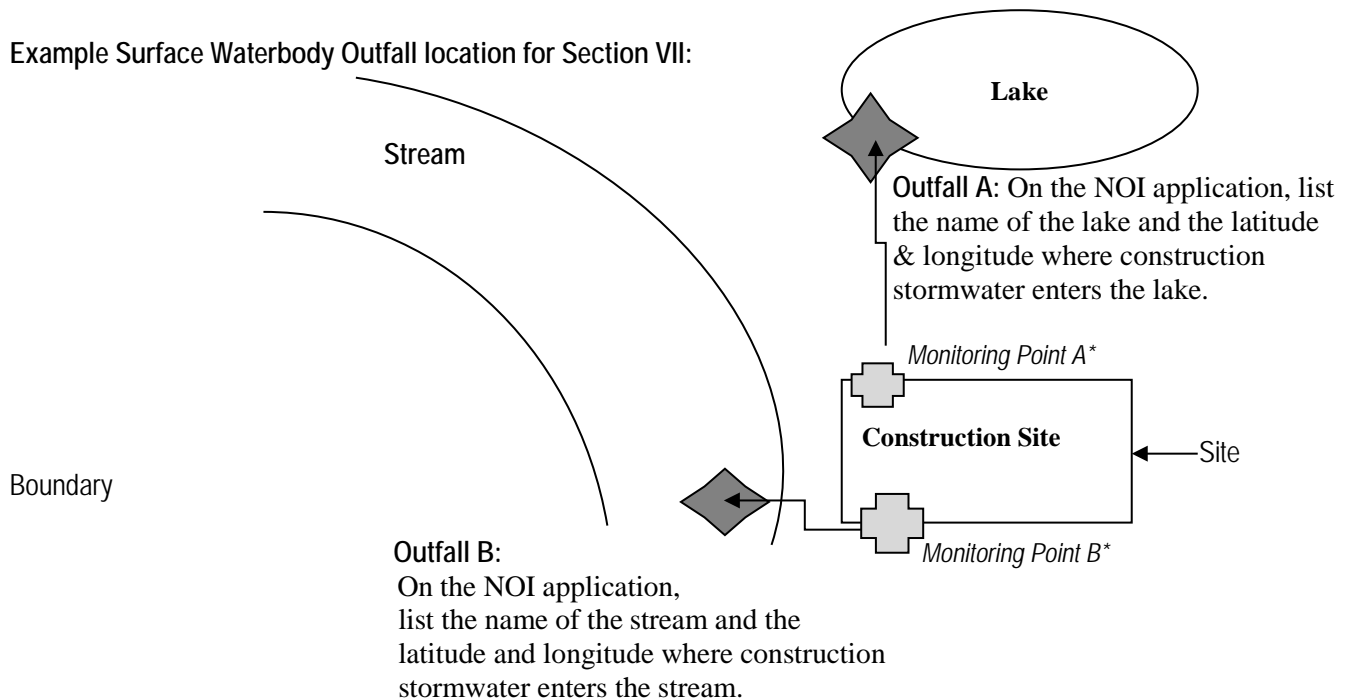 Example Surface Waterbody Outfall location for Section VII:
Lake
Stream
Outfall A: On the NOI application, list
the name of the lake and the latitude
& longitude where construction
stormwater enters the lake.
Monitoring Point A*
Construction Site
Site
Boundary
Monitoring Point B*
Outfall B:
On the NOI application,
list the name of the stream and the
latitude and longitude where construction
stormwater enters the stream.